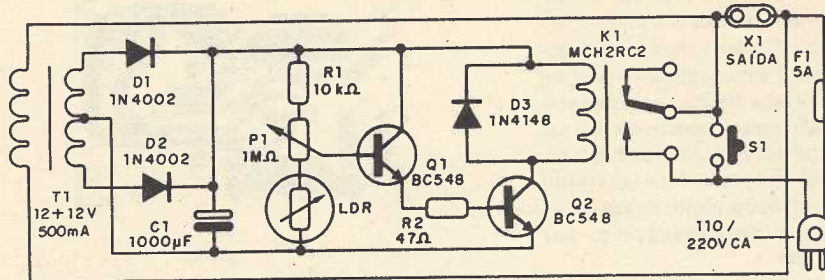 D1
1N4002
D2
1N4002
T1
12+12V
500mA
C1
1000µF
R1
10kΩ
P1
1MΩ
LDR
Q1
BC548
R2
47Ω
D3
1N4148
Q2
BC548
K1
MCH2RC2
X1
SAÍDA
F1
5A
S1
110/
220VCA